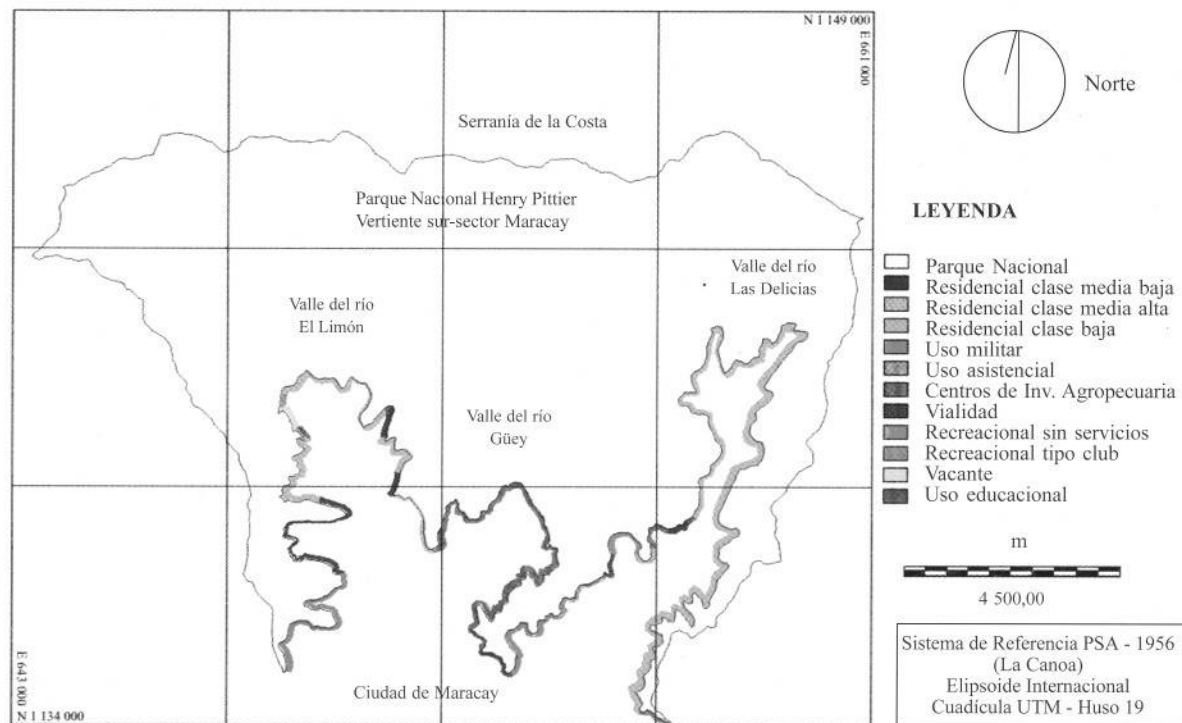 N 1 149 000
E 661 000
Norte
Serranía de la Costa
Parque Nacional Henry Pittier
Vertiente sur-sector Maracay
Valle del río
Las Delicias
Valle del río
El Limón
Valle del río
Güey
Ciudad de Maracay
E 643 000
N 1 134 000
LEYENDA
Parque Nacional
Residencial clase media baja
Residencial clase media alta
Residencial clase baja
Uso militar
Uso asistencial
Centros de Inv. Agropecuaria
Vialidad
Recreacional sin servicios
Recreacional tipo club
Vacante
Uso educacional
m
4 500,00
Sistema de Referencia PSA - 1956
(La Canoa)
Elipsoide Internacional
Cuadícula UTM - Huso 19